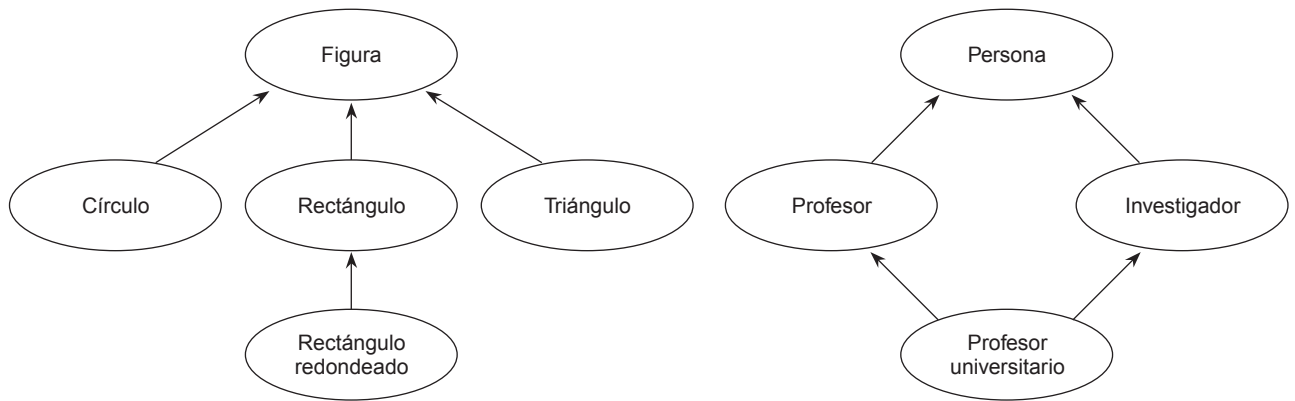 Figura
Círculo
Rectángulo
Triángulo
Rectángulo
redondeado
Persona
Profesor
Investigador
Profesor
universitario